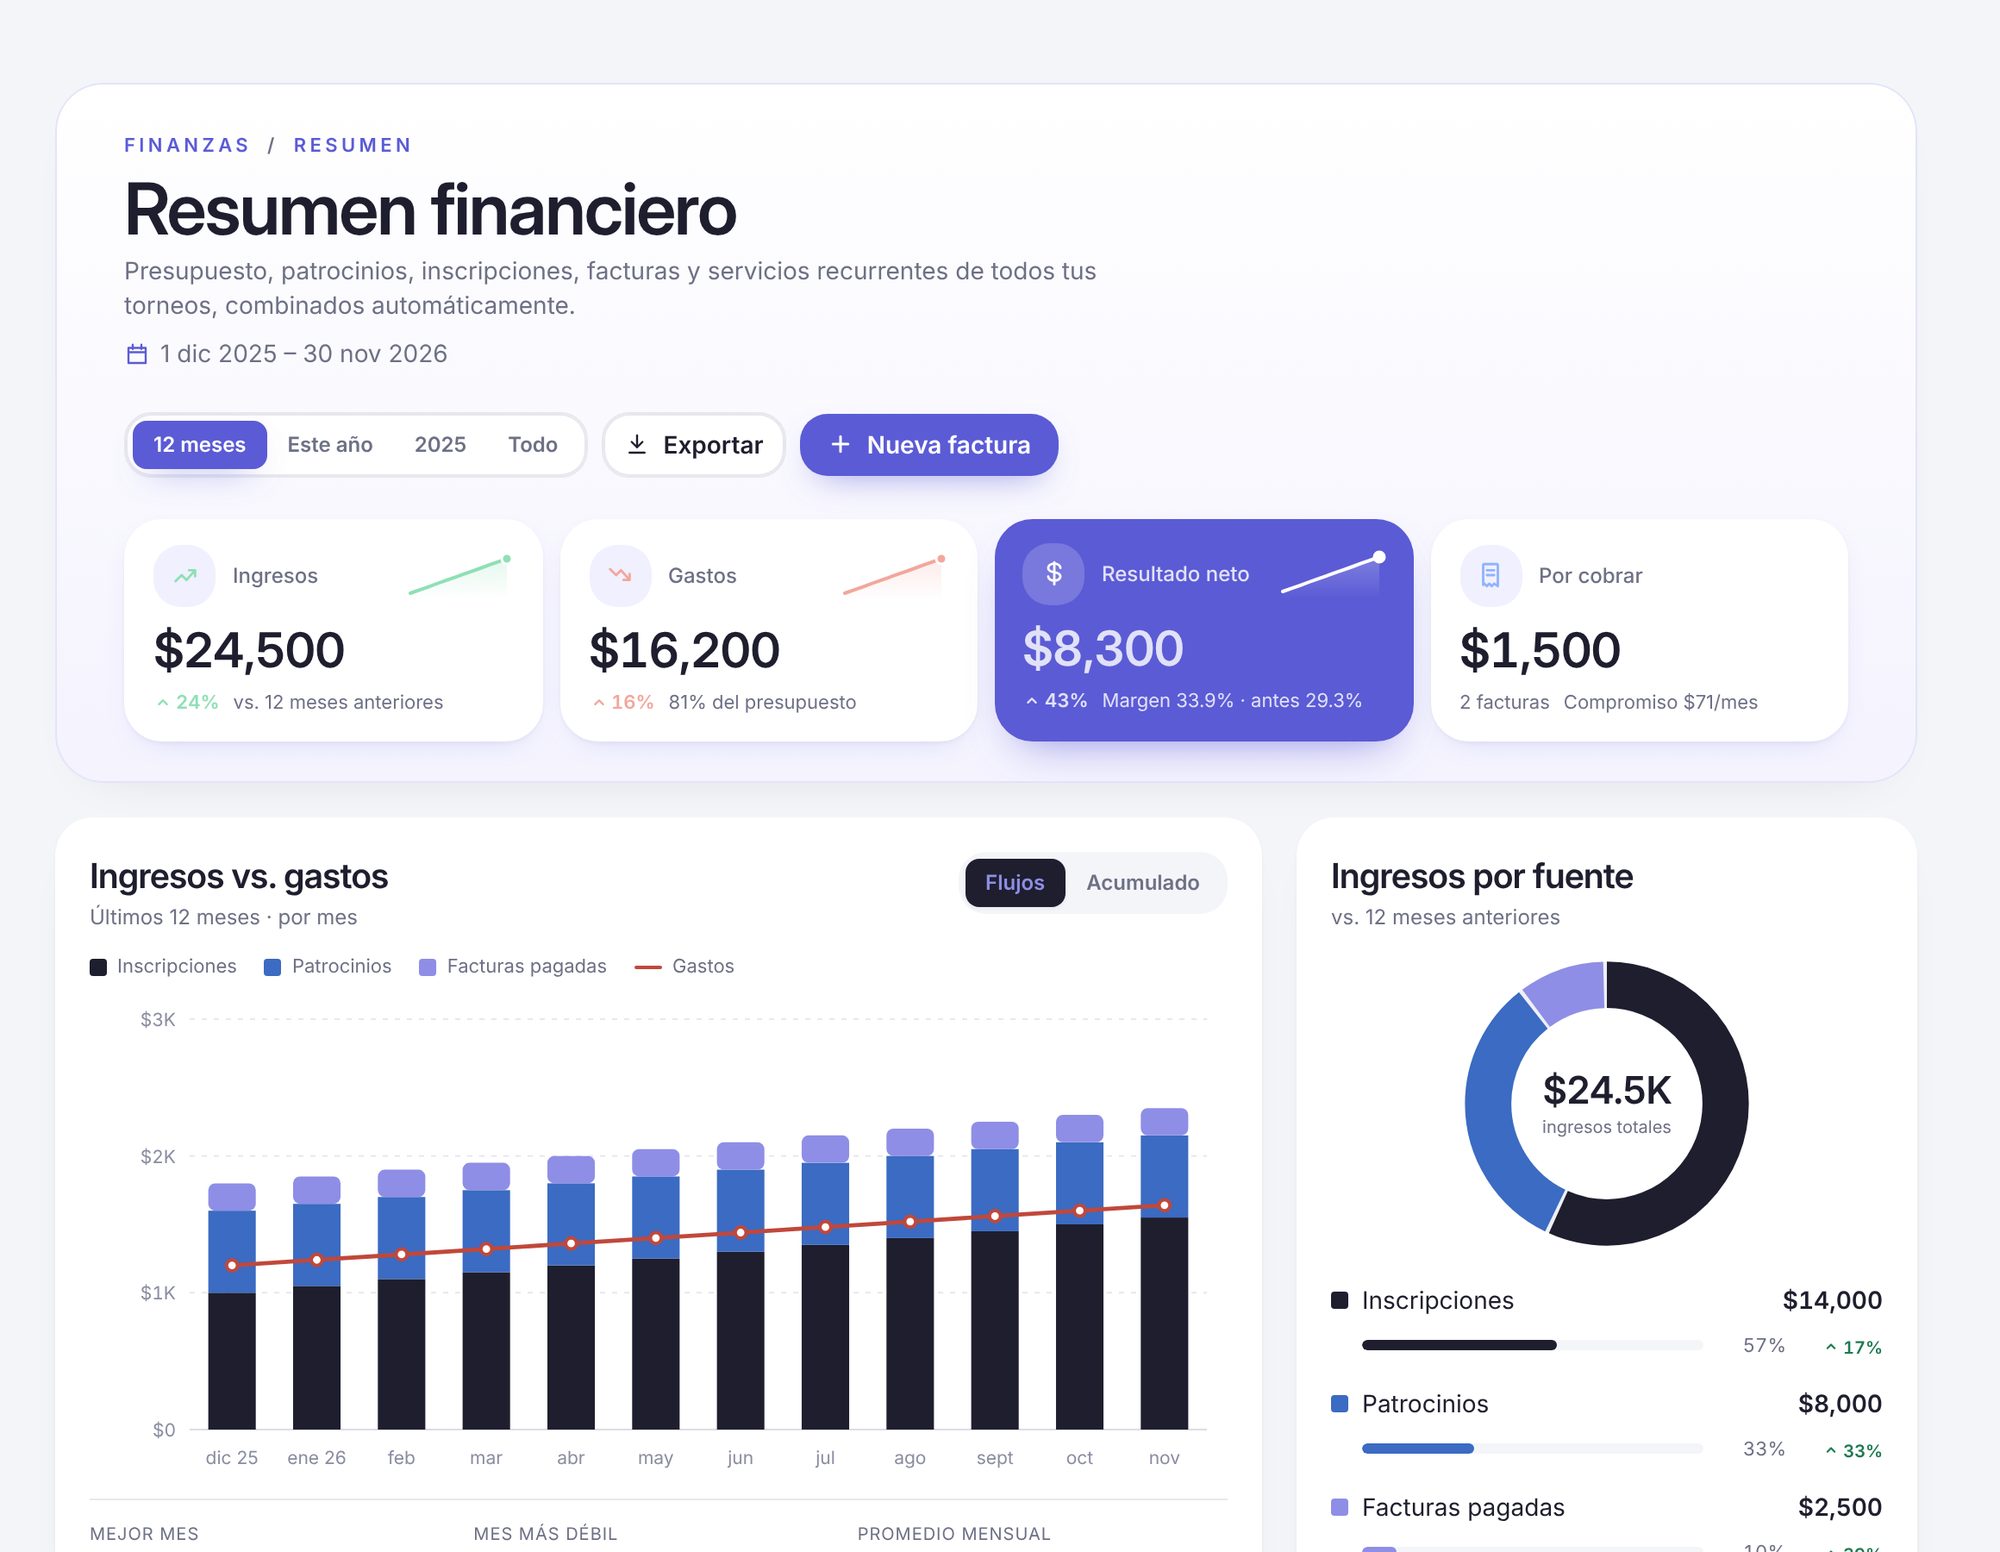 FINANZAS / RESUMEN
Resumen financiero
Presupuesto, patrocinios, inscripciones, facturas y servicios recurrentes de todos tus
torneos, combinados automáticamente.
1 dic 2025 – 30 nov 2026
12 meses Este año 2025 Todo Exportar Nueva factura
Ingresos
$24,500
24% vs. 12 meses anteriores
Gastos
$16,200
16% 81% del presupuesto
Resultado neto
$8,300
43% Margen 33.9% · antes 29.3%
Por cobrar
$1,500
2 facturas Compromiso $71/mes
Ingresos vs. gastos
Últimos 12 meses · por mes
Flujos Acumulado
Inscripciones Patrocinios Facturas pagadas Gastos
$3K
$2K
$1K
$0
dic 25 ene 26 feb mar abr may jun jul ago sept oct nov
MEJOR MES MES MÁS DÉBIL PROMEDIO MENSUAL
Ingresos por fuente
vs. 12 meses anteriores
$24.5K
ingresos totales
Inscripciones $14,000
57% 17%
Patrocinios $8,000
33% 33%
Facturas pagadas $2,500
10%